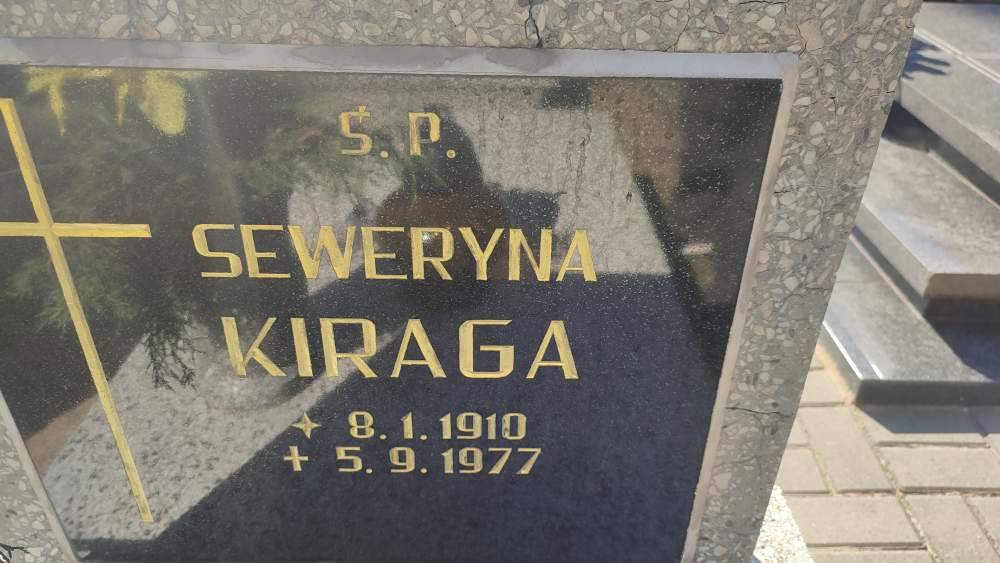 Ś. P.
SEWERYNA
KIRAGA
✦ 8. 1. 1910
✝ 5. 9. 1977